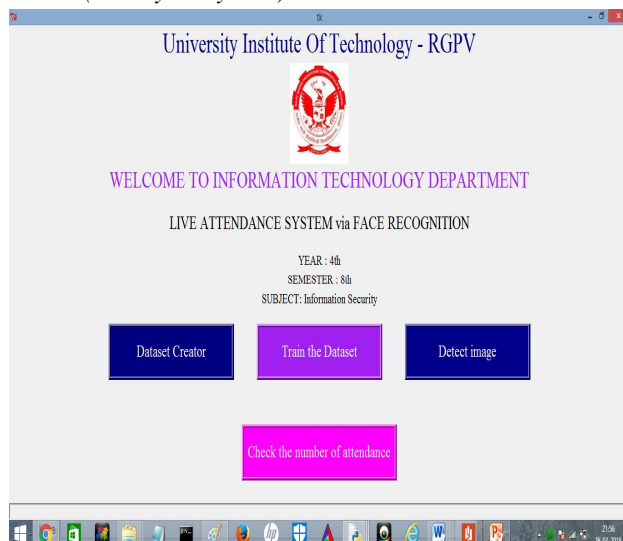 tk
University Institute Of Technology - RGPV
WELCOME TO INFORMATION TECHNOLOGY DEPARTMENT
LIVE ATTENDANCE SYSTEM via FACE RECOGNITION
YEAR : 4th
SEMESTER : 8th
SUBJECT: Information Security
Dataset Creator
Train the Dataset
Detect image
Check the number of attendance
21:56